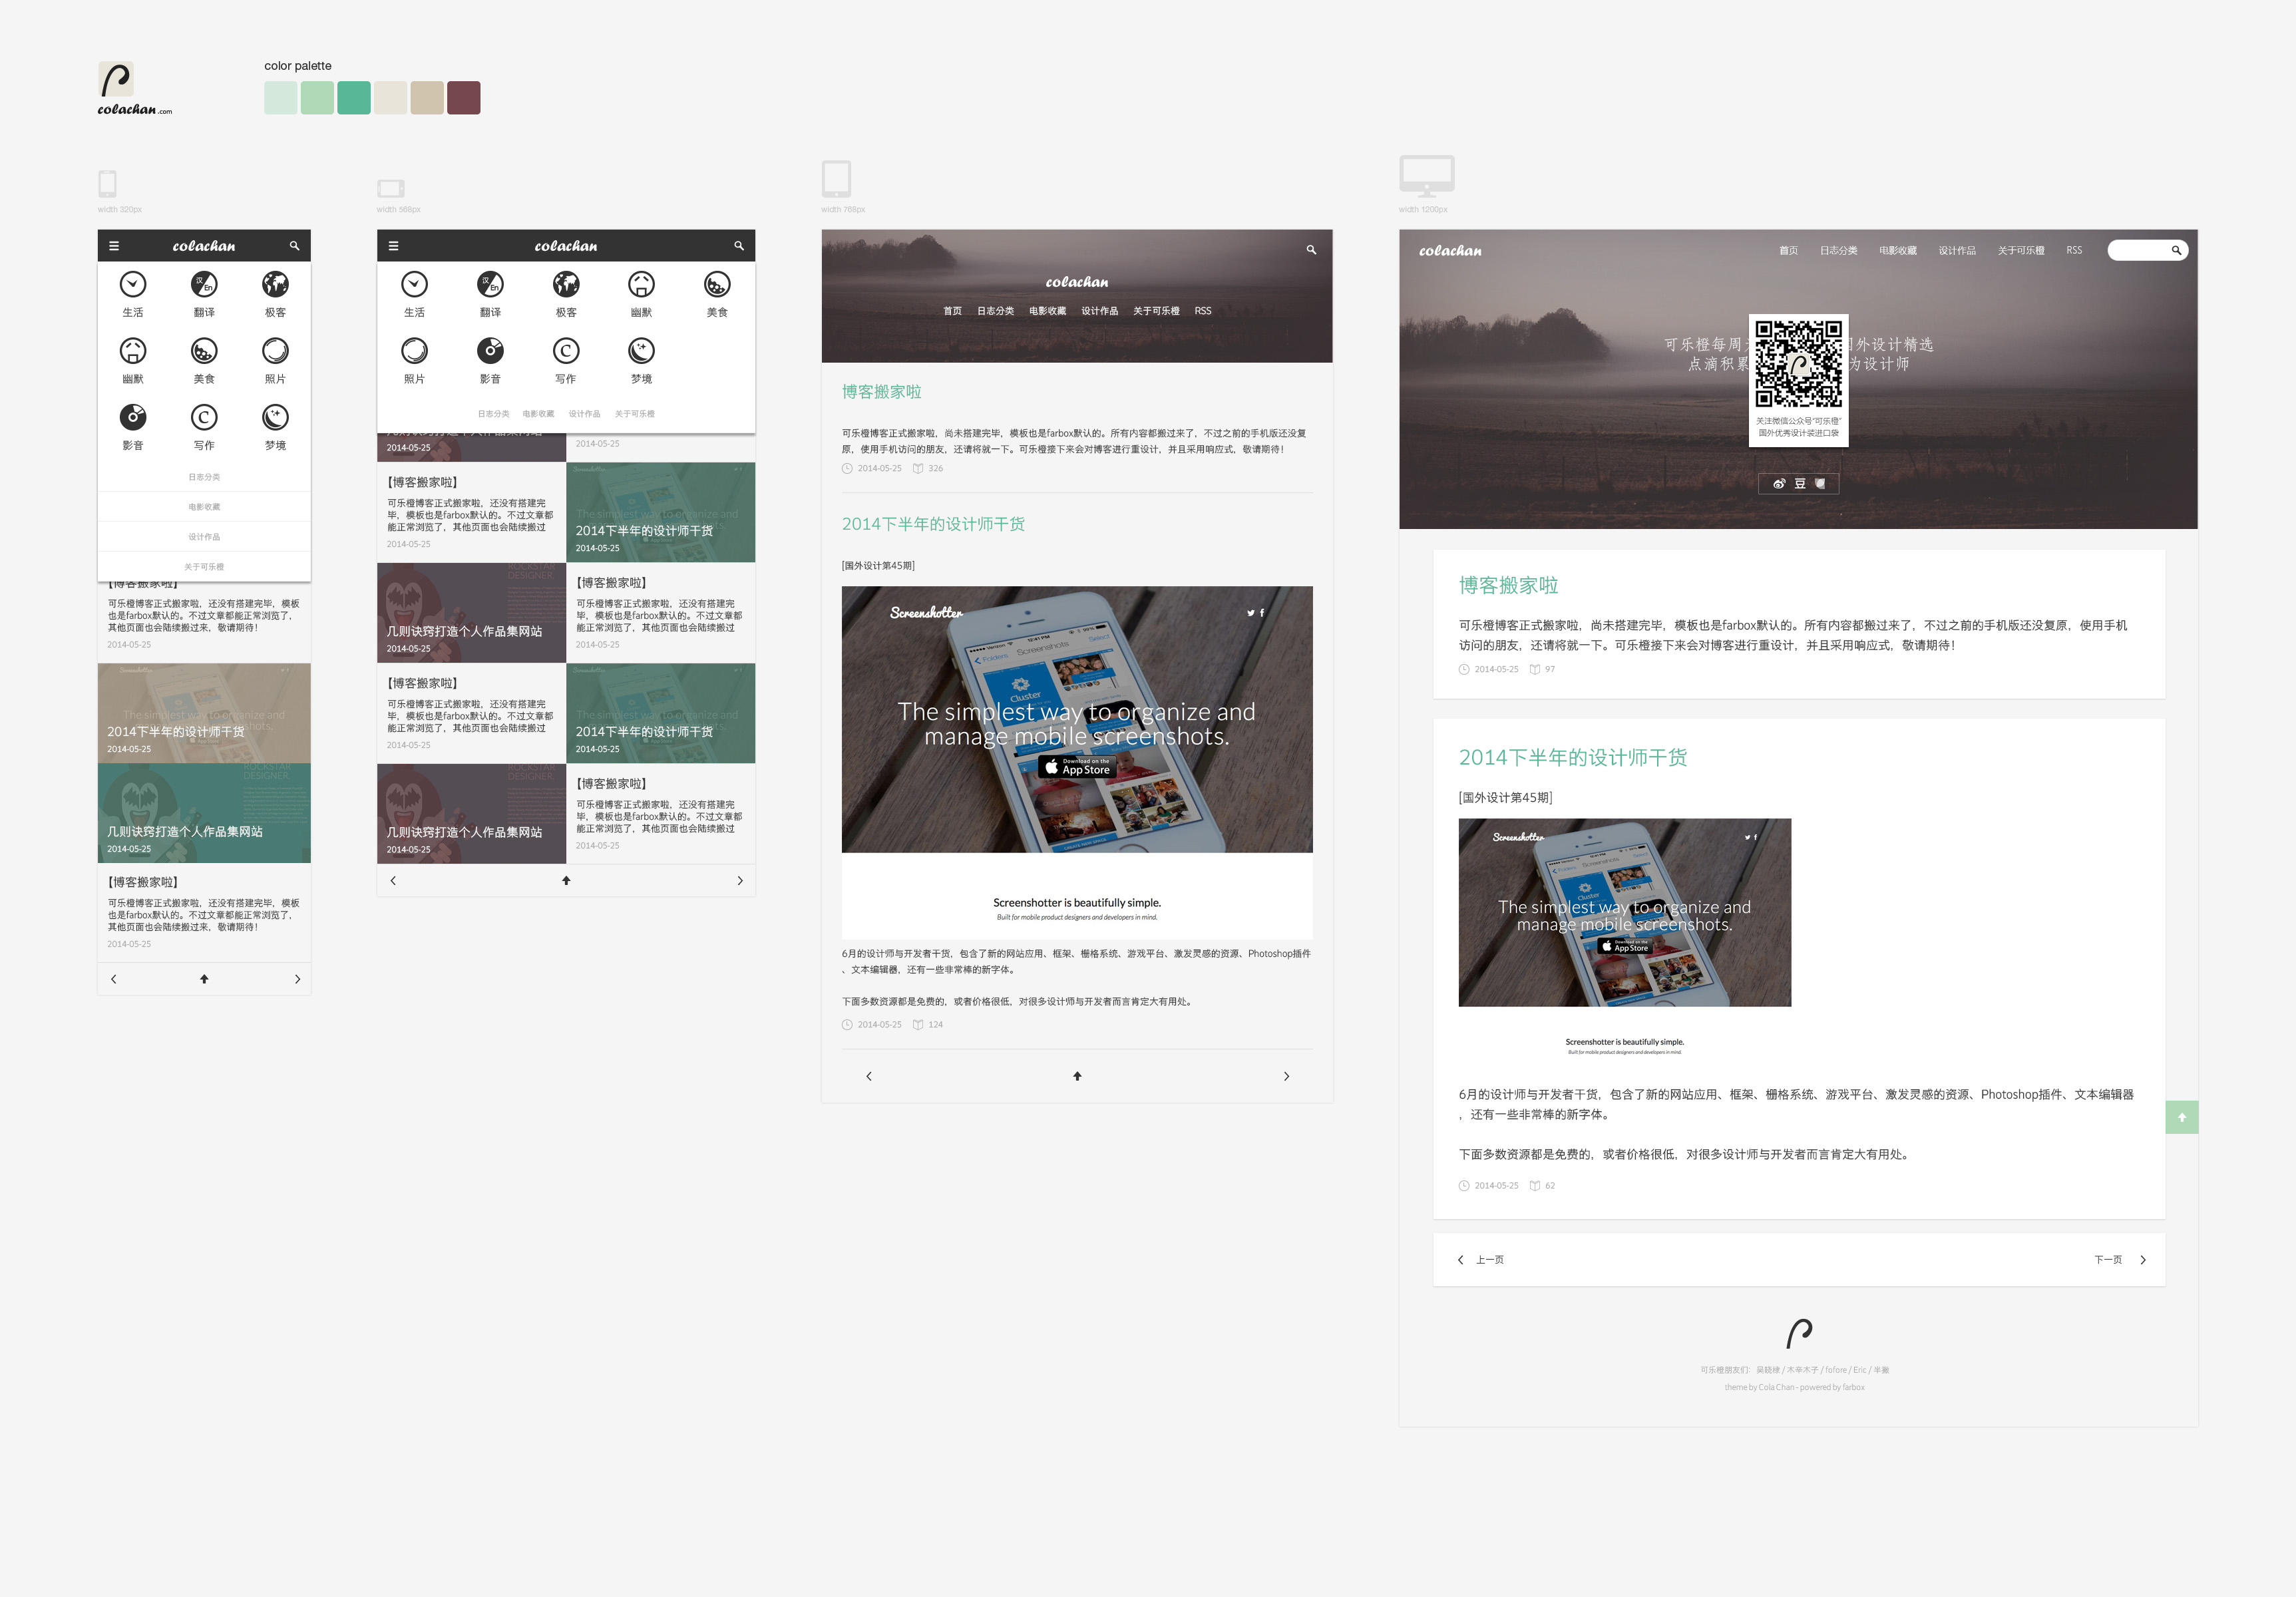 color palette
colachan.com
width 320px
colachan
生活
翻译
极客
幽默
美食
照片
影音
写作
梦境
日志分类
电影收藏
设计作品
关于可乐橙
【博客搬家啦】
可乐橙博客正式搬家啦，还没有搭建完毕，模板
也是farbox默认的。不过文章都能正常浏览了，
其他页面也会陆续搬过来，敬请期待！
2014-05-25
The simplest way to organize and
2014下半年的设计师干货
2014-05-25
ROCKSTAR
DESIGNER.
几则诀窍打造个人作品集网站
2014-05-25
【博客搬家啦】
可乐橙博客正式搬家啦，还没有搭建完毕，模板
也是farbox默认的。不过文章都能正常浏览了，
其他页面也会陆续搬过来，敬请期待！
2014-05-25
width 568px
colachan
生活
翻译
极客
幽默
美食
照片
影音
写作
梦境
日志分类 电影收藏 设计作品 关于可乐橙
几则诀窍打造个人作品集网站
2014-05-25
2014-05-25
【博客搬家啦】
可乐橙博客正式搬家啦，还没有搭建完
毕，模板也是farbox默认的。不过文章都
能正常浏览了，其他页面也会陆续搬过
2014-05-25
The simplest way to organize and
2014下半年的设计师干货
2014-05-25
ROCKSTAR
DESIGNER.
几则诀窍打造个人作品集网站
2014-05-25
【博客搬家啦】
可乐橙博客正式搬家啦，还没有搭建完
毕，模板也是farbox默认的。不过文章都
能正常浏览了，其他页面也会陆续搬过
2014-05-25
【博客搬家啦】
可乐橙博客正式搬家啦，还没有搭建完
毕，模板也是farbox默认的。不过文章都
能正常浏览了，其他页面也会陆续搬过
2014-05-25
The simplest way to organize and
2014下半年的设计师干货
2014-05-25
ROCKSTAR
DESIGNER.
几则诀窍打造个人作品集网站
2014-05-25
【博客搬家啦】
可乐橙博客正式搬家啦，还没有搭建完
毕，模板也是farbox默认的。不过文章都
能正常浏览了，其他页面也会陆续搬过
2014-05-25
width 768px
colachan
首页 日志分类 电影收藏 设计作品 关于可乐橙 RSS
博客搬家啦
可乐橙博客正式搬家啦，尚未搭建完毕，模板也是farbox默认的。所有内容都搬过来了，不过之前的手机版还没复
原，使用手机访问的朋友，还请将就一下。可乐橙接下来会对博客进行重设计，并且采用响应式，敬请期待！
2014-05-25 326
2014下半年的设计师干货
[国外设计第45期]
Screenshotter
The simplest way to organize and
manage mobile screenshots.
Download on the
App Store
Screenshotter is beautifully simple.
Built for mobile product designers and developers in mind.
6月的设计师与开发者干货，包含了新的网站应用、框架、栅格系统、游戏平台、激发灵感的资源、Photoshop插件
、文本编辑器，还有一些非常棒的新字体。
下面多数资源都是免费的，或者价格很低，对很多设计师与开发者而言肯定大有用处。
2014-05-25 124
width 1200px
colachan
首页 日志分类 电影收藏 设计作品 关于可乐橙 RSS
可乐橙每周 国外设计精选
点滴积累 为设计师
关注微信公众号“可乐橙”
国外优秀设计装进口袋
博客搬家啦
可乐橙博客正式搬家啦，尚未搭建完毕，模板也是farbox默认的。所有内容都搬过来了，不过之前的手机版还没复原，使用手机
访问的朋友，还请将就一下。可乐橙接下来会对博客进行重设计，并且采用响应式，敬请期待！
2014-05-25 97
2014下半年的设计师干货
[国外设计第45期]
Screenshotter
The simplest way to organize and
manage mobile screenshots.
Download on the
App Store
Screenshotter is beautifully simple.
Built for mobile product designers and developers in mind.
6月的设计师与开发者干货，包含了新的网站应用、框架、栅格系统、游戏平台、激发灵感的资源、Photoshop插件、文本编辑器
，还有一些非常棒的新字体。
下面多数资源都是免费的，或者价格很低，对很多设计师与开发者而言肯定大有用处。
2014-05-25 62
上一页 下一页
theme by Cola Chan - powered by farbox